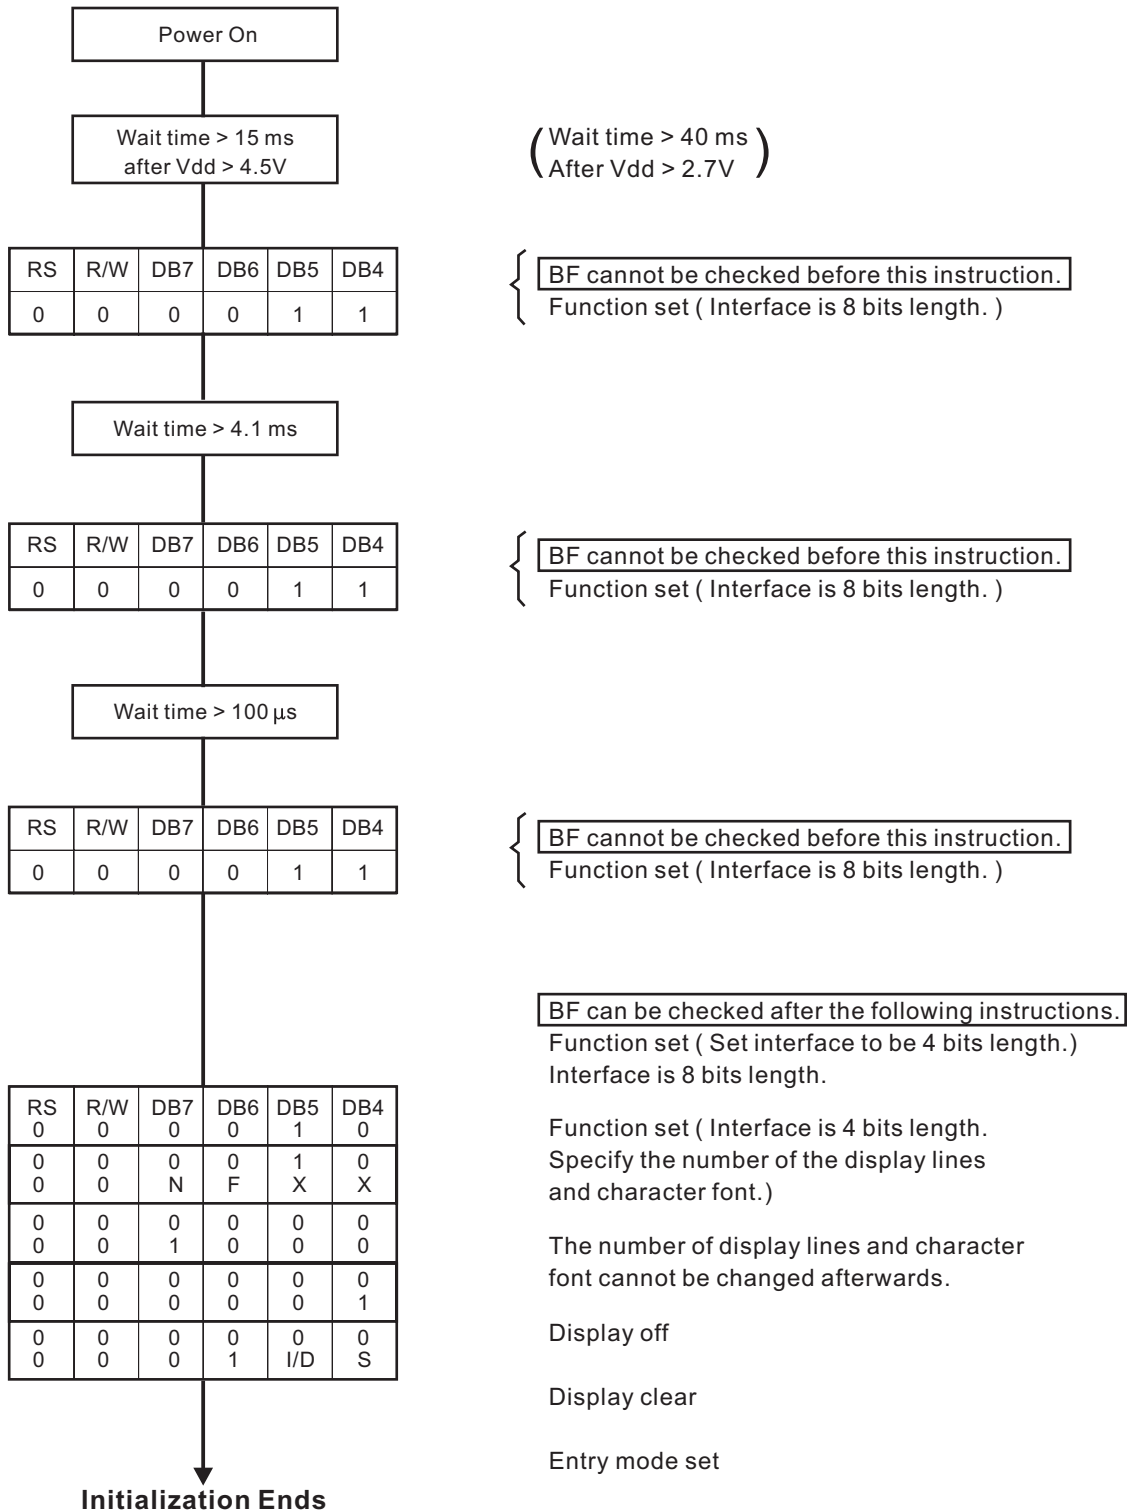 Power On
Wait time > 15 ms
after Vdd > 4.5V
( Wait time > 40 ms )
After Vdd > 2.7V
RS R/W DB7 DB6 DB5 DB4
0 0 0 0 1 1
BF cannot be checked before this instruction.
Function set ( Interface is 8 bits length. )
Wait time > 4.1 ms
RS R/W DB7 DB6 DB5 DB4
0 0 0 0 1 1
BF cannot be checked before this instruction.
Function set ( Interface is 8 bits length. )
Wait time > 100 µs
RS R/W DB7 DB6 DB5 DB4
0 0 0 0 1 1
BF cannot be checked before this instruction.
Function set ( Interface is 8 bits length. )
BF can be checked after the following instructions.
Function set ( Set interface to be 4 bits length.)
Interface is 8 bits length.
RS R/W DB7 DB6 DB5 DB4
0 0 0 0 1 0
0 0 0 0 1 0
0 0 N F X X
0 0 0 0 0 0
0 0 1 0 0 0
0 0 0 0 0 0
0 0 0 0 0 1
0 0 0 0 0 0
0 0 0 1 I/D S
Function set ( Interface is 4 bits length.
Specify the number of the display lines
and character font.)
The number of display lines and character
font cannot be changed afterwards.
Display off
Display clear
Entry mode set
Initialization Ends